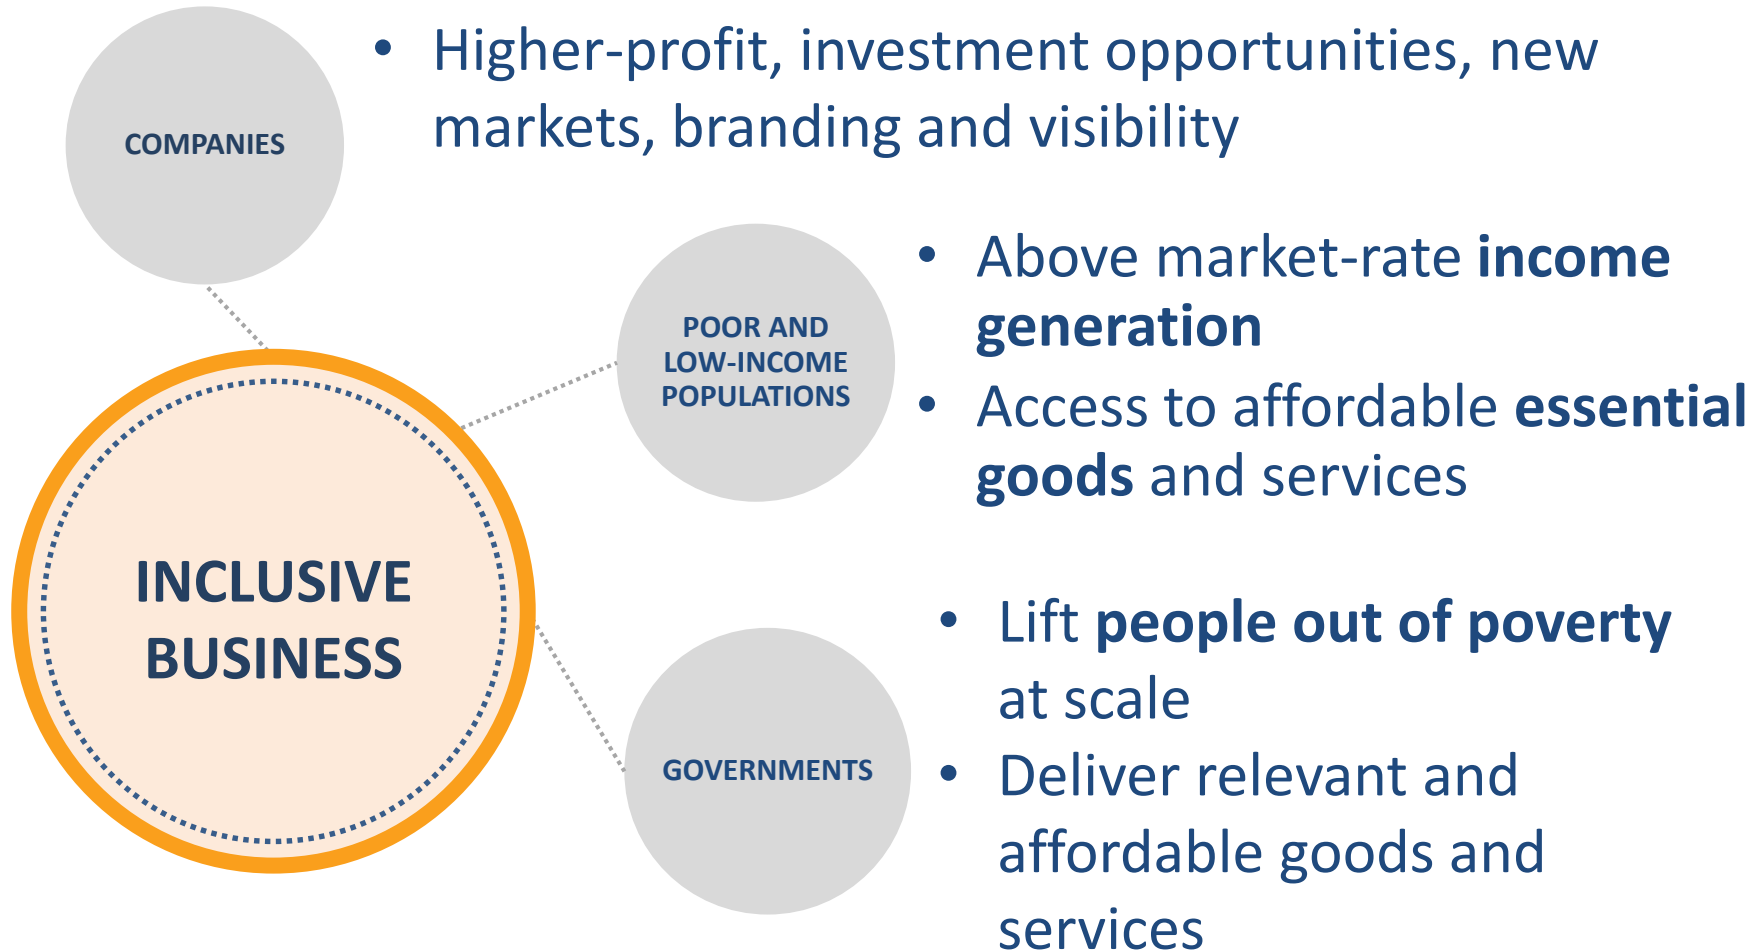 COMPANIES
• Higher-profit, investment opportunities, new
markets, branding and visibility
POOR AND
LOW-INCOME
POPULATIONS
• Above market-rate income
generation
• Access to affordable essential
goods and services
INCLUSIVE
BUSINESS
GOVERNMENTS
• Lift people out of poverty
at scale
• Deliver relevant and
affordable goods and
services